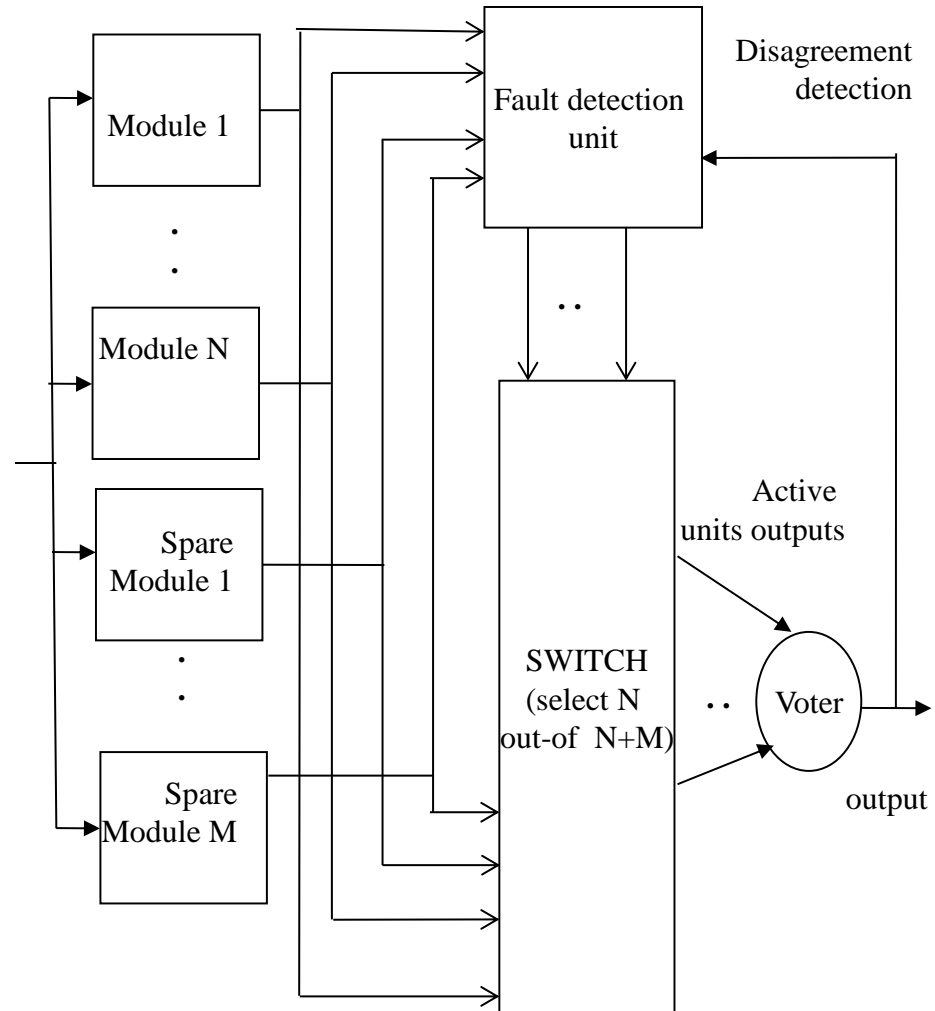 Module 1
Module N
Spare
Module 1
Spare
Module M
Fault detection
unit
Disagreement
detection
SWITCH
(select N
out-of N+M)
Active
units outputs
Voter
output